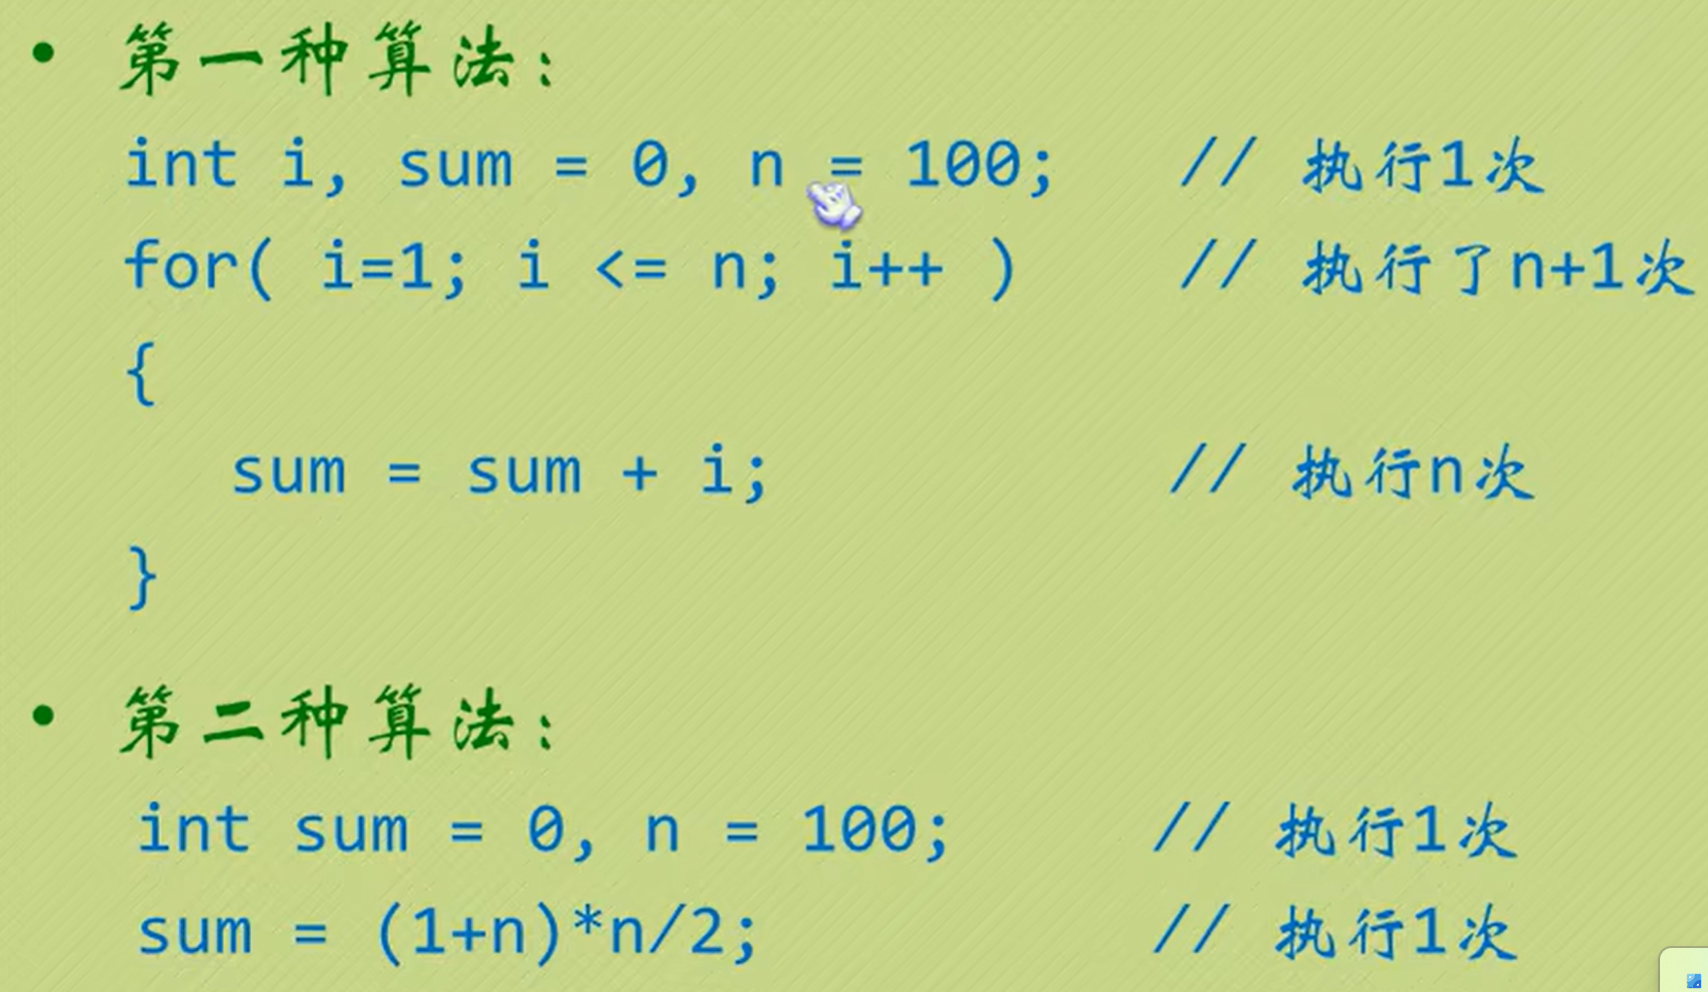 • 第一种算法：
int i, sum = 0, n = 100; // 执行1次
for( i=1; i <= n; i++ ) // 执行了n+1次
{
sum = sum + i; // 执行n次
}
• 第二种算法：
int sum = 0, n = 100; // 执行1次
sum = (1+n)*n/2; // 执行1次